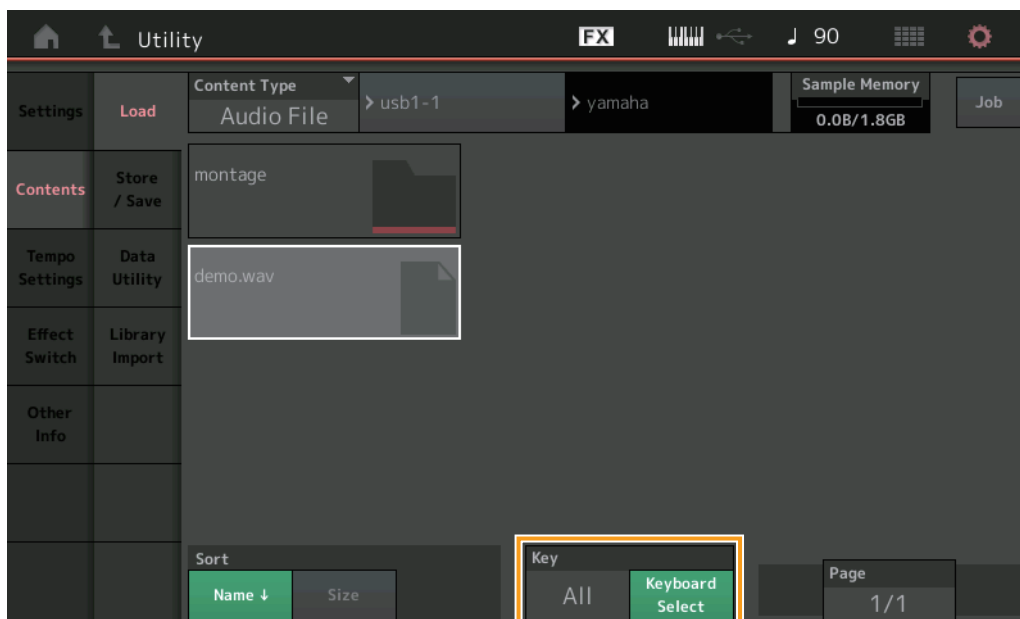 Utility
FX
90
Settings
Load
Content Type
Audio File
> usb1-1
> yamaha
Sample Memory
0.0B/1.8GB
Job
Contents
Store
/ Save
montage
Tempo
Settings
Data
Utility
demo.wav
Effect
Switch
Library
Import
Other
Info
Sort
Name ↓
Size
Key
All
Keyboard
Select
Page
1/1